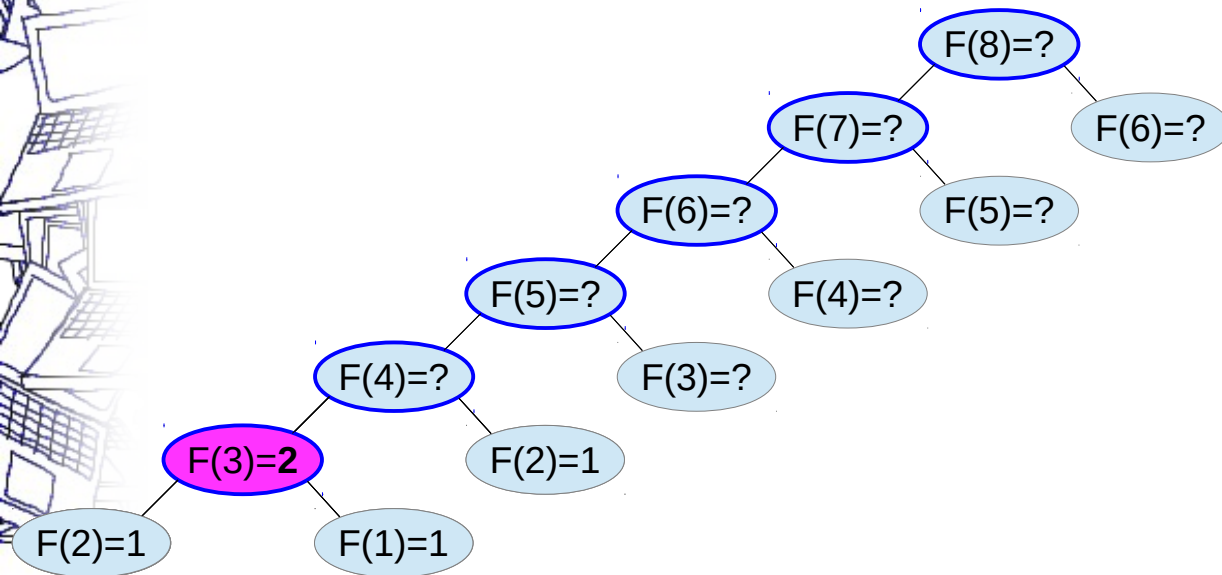 F(8)=?
F(7)=?
F(6)=?
F(6)=?
F(5)=?
F(5)=?
F(4)=?
F(4)=?
F(3)=?
F(3)=2
F(2)=1
F(2)=1
F(1)=1